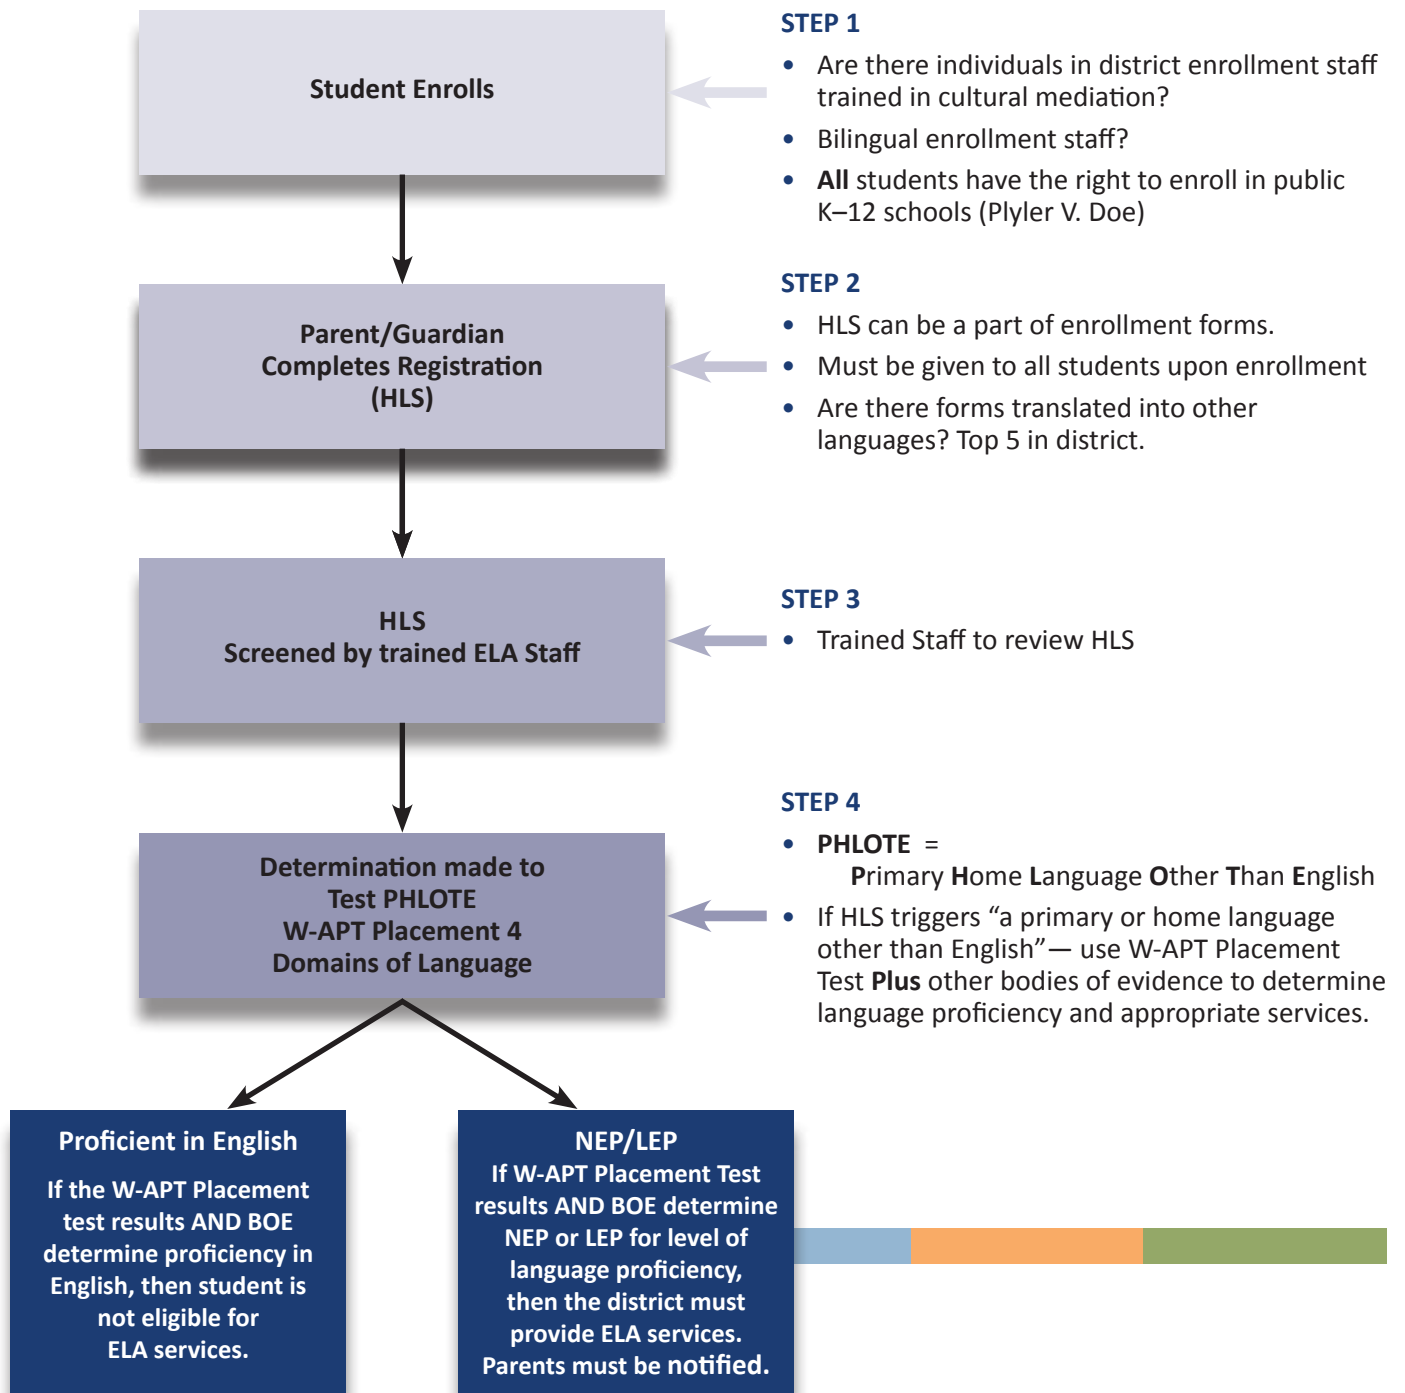 Student Enrolls
STEP 1
• Are there individuals in district enrollment staff
trained in cultural mediation?
• Bilingual enrollment staff?
• All students have the right to enroll in public
K–12 schools (Plyler V. Doe)
Parent/Guardian
Completes Registration
(HLS)
STEP 2
• HLS can be a part of enrollment forms.
• Must be given to all students upon enrollment
• Are there forms translated into other
languages? Top 5 in district.
HLS
Screened by trained ELA Staff
STEP 3
• Trained Staff to review HLS
Determination made to
Test PHLOTE
W-APT Placement 4
Domains of Language
STEP 4
• PHLOTE =
Primary Home Language Other Than English
• If HLS triggers “a primary or home language
other than English”— use W-APT Placement
Test Plus other bodies of evidence to determine
language proficiency and appropriate services.
Proficient in English
If the W-APT Placement
test results AND BOE
determine proficiency in
English, then student is
not eligible for
ELA services.
NEP/LEP
If W-APT Placement Test
results AND BOE determine
NEP or LEP for level of
language proficiency,
then the district must
provide ELA services.
Parents must be notified.